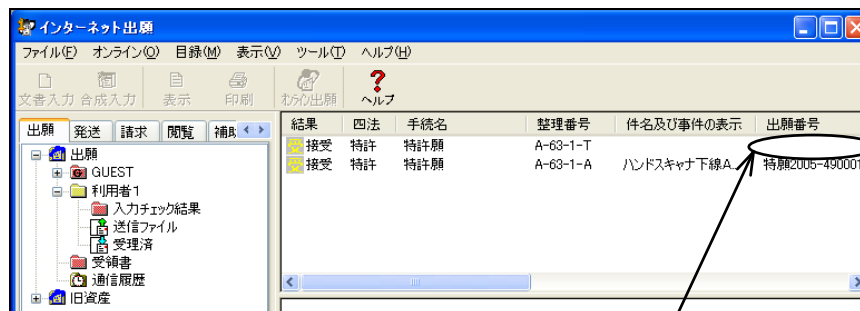 インターネット出願
ファイル(F) オンライン(O) 目録(M) 表示(V) ツール(T) ヘルプ(H)
文書入力 合成入力 表示 印刷 オンライン出願 ヘルプ
出願 発送 請求 閲覧
結果 四法 手続名 整理番号 件名及び事件の表示 出願番号
接受 特許 特許願 A-63-1-T
接受 特許 特許願 A-63-1-A ハンドスキャナ下線A... 特願2005-490001
出願
GUEST
利用者1
入力チェック結果
送信ファイル
受理済
受領書
通信履歴
旧資産